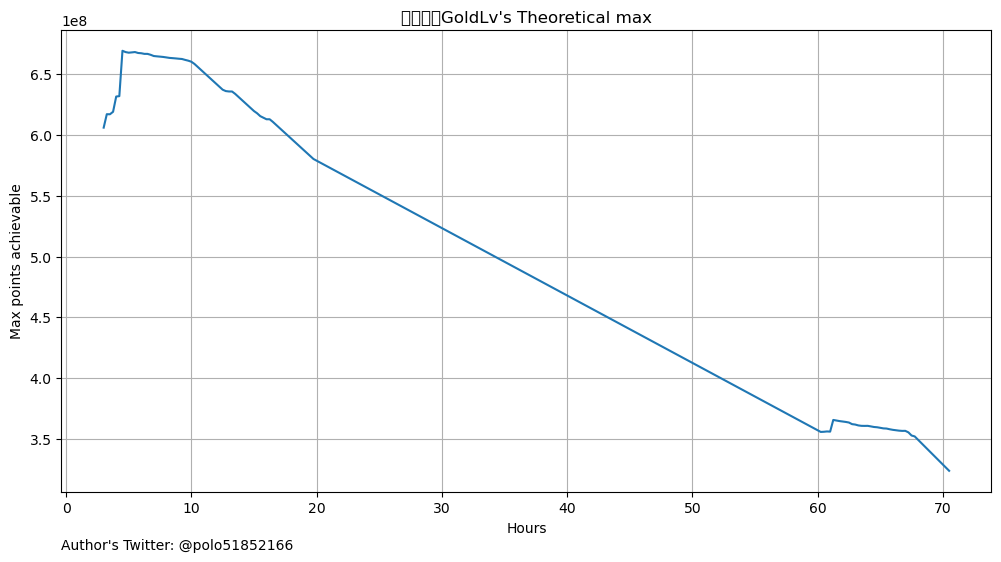 GoldLv's Theoretical max
1e8
6.5
6.0
5.5
5.0
4.5
4.0
3.5
Max points achievable
0 10 20 30 40 50 60 70
Hours
Author's Twitter: @polo51852166